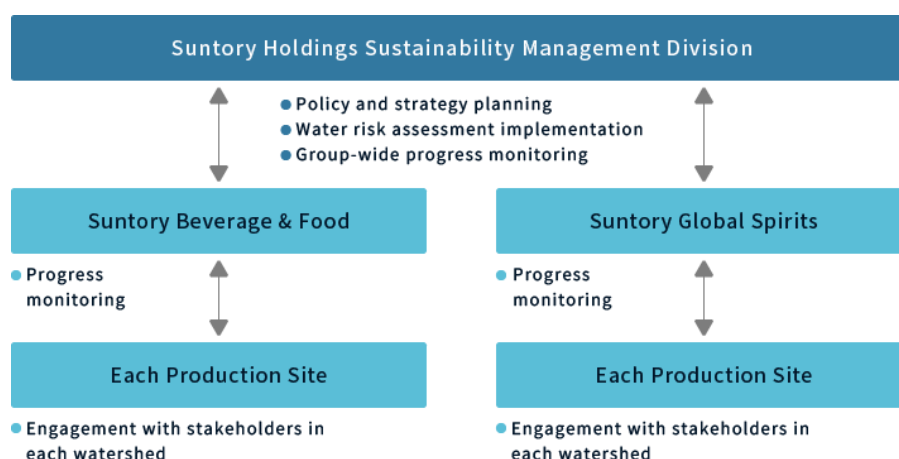 Suntory Holdings Sustainability Management Division
Policy and strategy planning
Water risk assessment implementation
Group-wide progress monitoring
Suntory Beverage & Food
Suntory Global Spirits
Progress
monitoring
Progress
monitoring
Each Production Site
Each Production Site
Engagement with stakeholders in
each watershed
Engagement with stakeholders in
each watershed